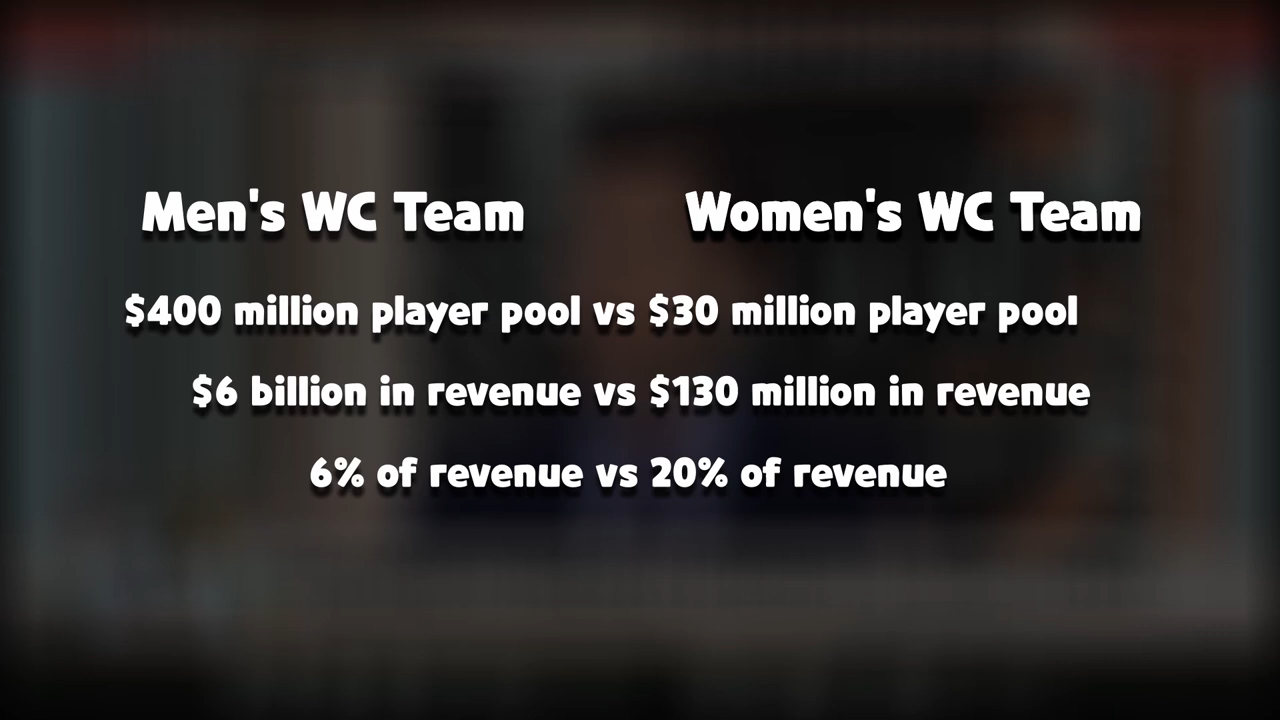 Men's WC Team Women's WC Team
$400 million player pool vs $30 million player pool
$6 billion in revenue vs $130 million in revenue
6% of revenue vs 20% of revenue